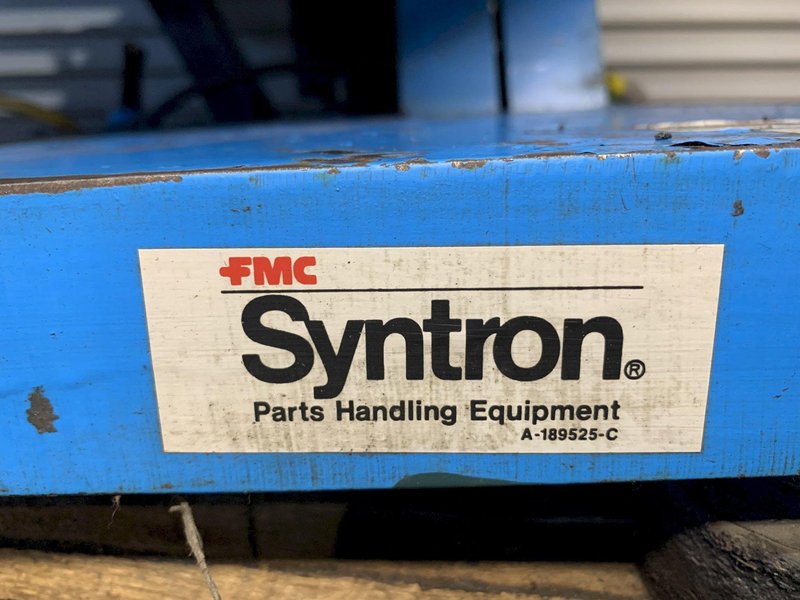 FMC
Syntron®
Parts Handling Equipment
A-189525-C